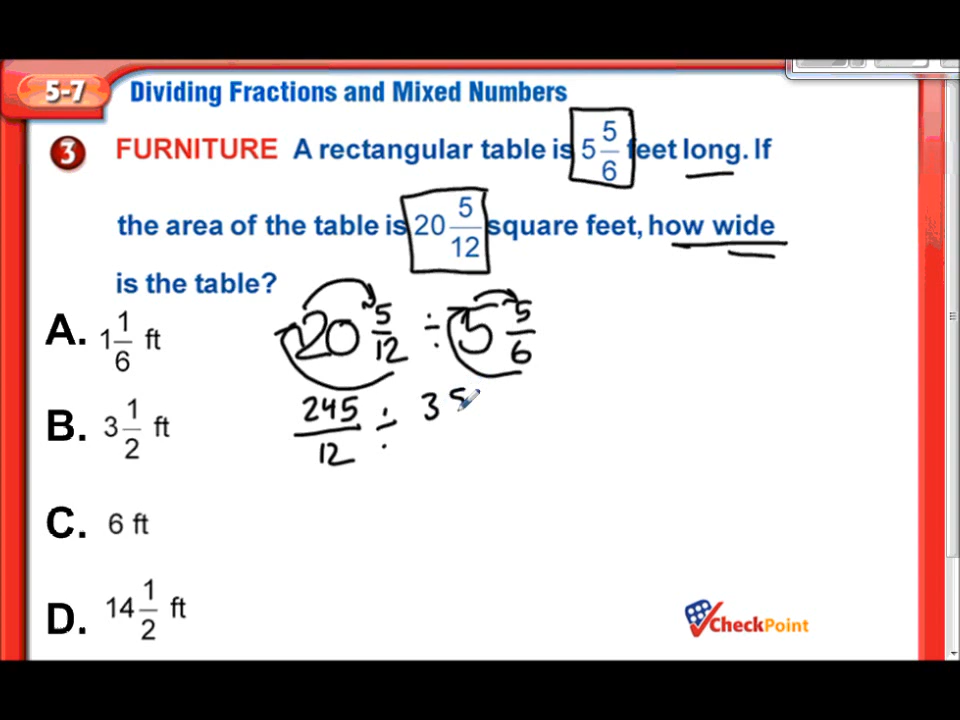 5-7 Dividing Fractions and Mixed Numbers
3 FURNITURE A rectangular table is 5 5/6 feet long. If
the area of the table is 20 5/12 square feet, how wide
is the table?
A. 1 1/6 ft
20 5/12 ÷ 5 5/6
B. 3 1/2 ft
245/12 ÷ 35
C. 6 ft
D. 14 1/2 ft
CheckPoint